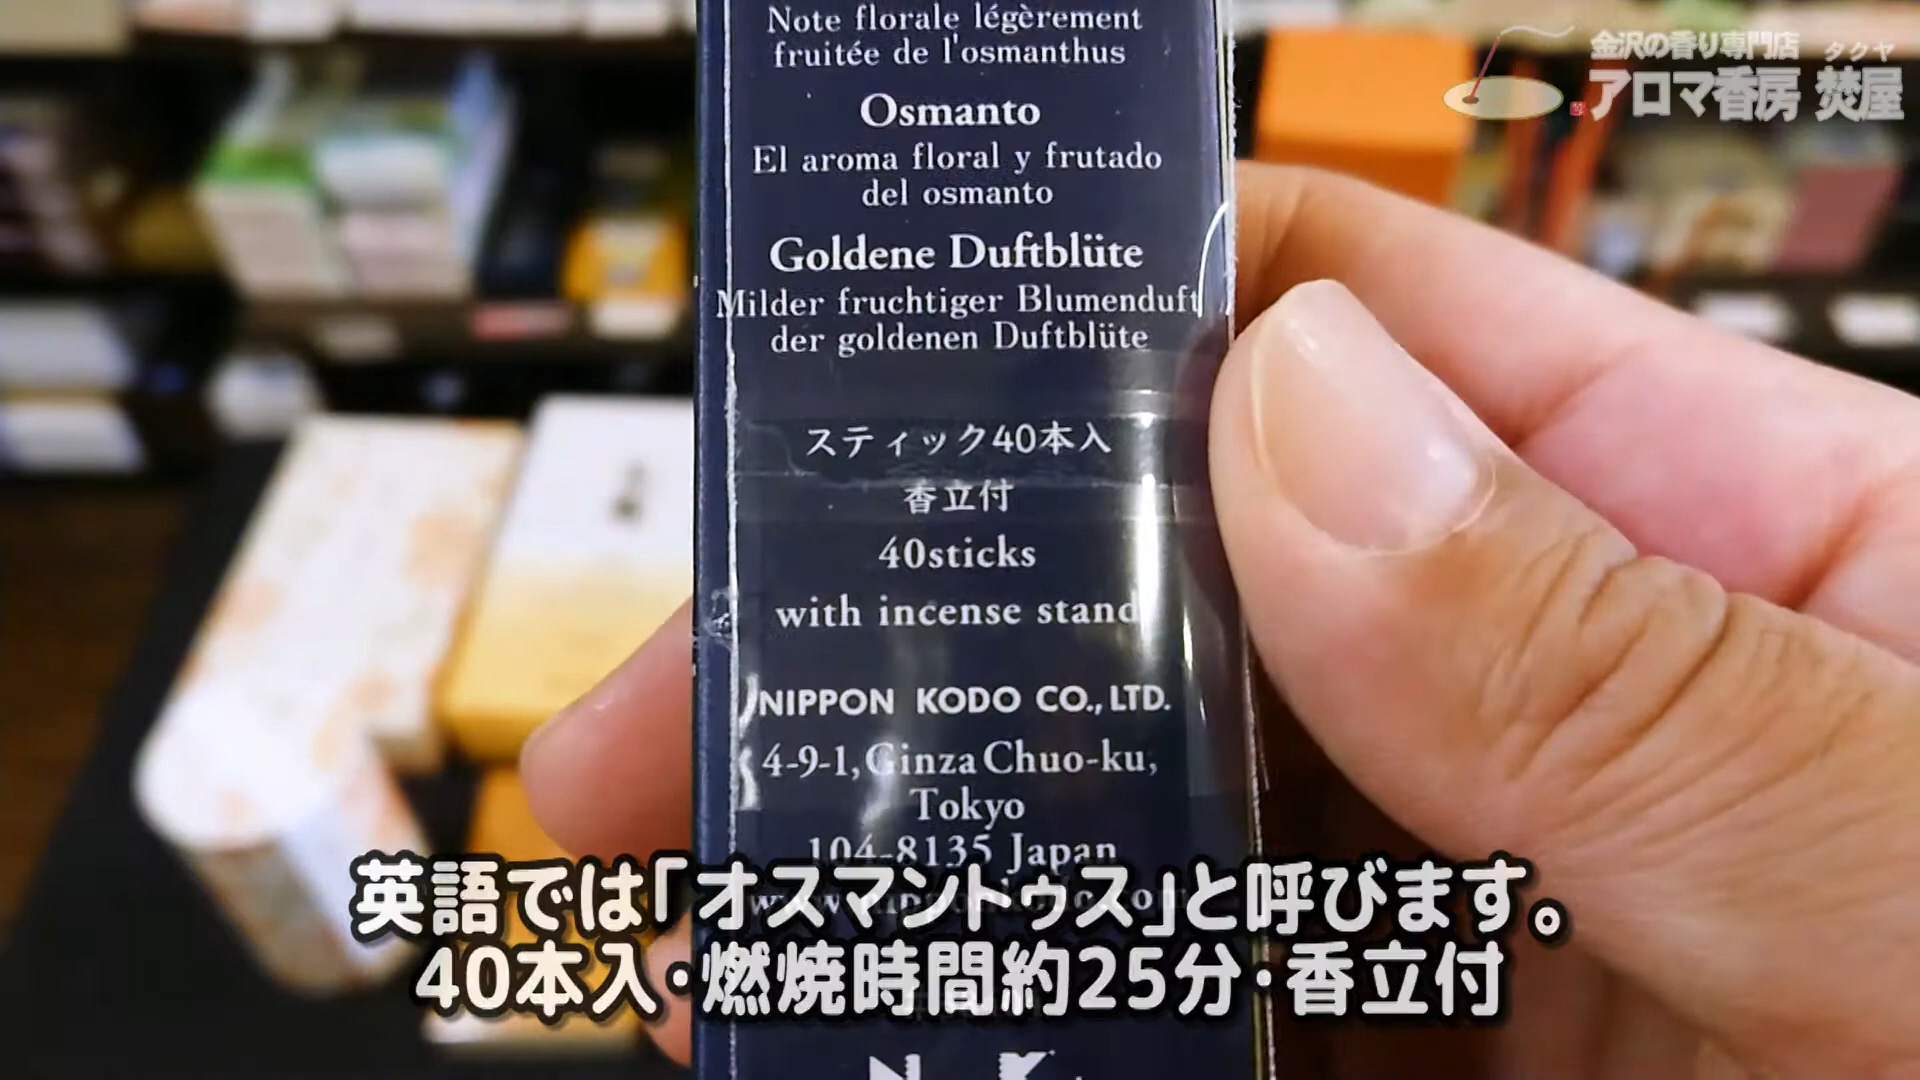 Note florale légèrement
fruitée de l'osmanthus
Osmanto
El aroma floral y frutado
del osmanto
Goldene Duftblüte
Milder fruchtiger Blumenduft
der goldenen Duftblüte
スティック40本入
香立付
40sticks
with incense stand
NIPPON KODO CO., LTD.
4-9-1, Ginza Chuo-ku,
Tokyo
104-8135 Japan
英語では「オスマントゥス」と呼びます。
40本入・燃焼時間約25分・香立付
金沢の香り専門店 タクヤ
アロマ香房 焚屋